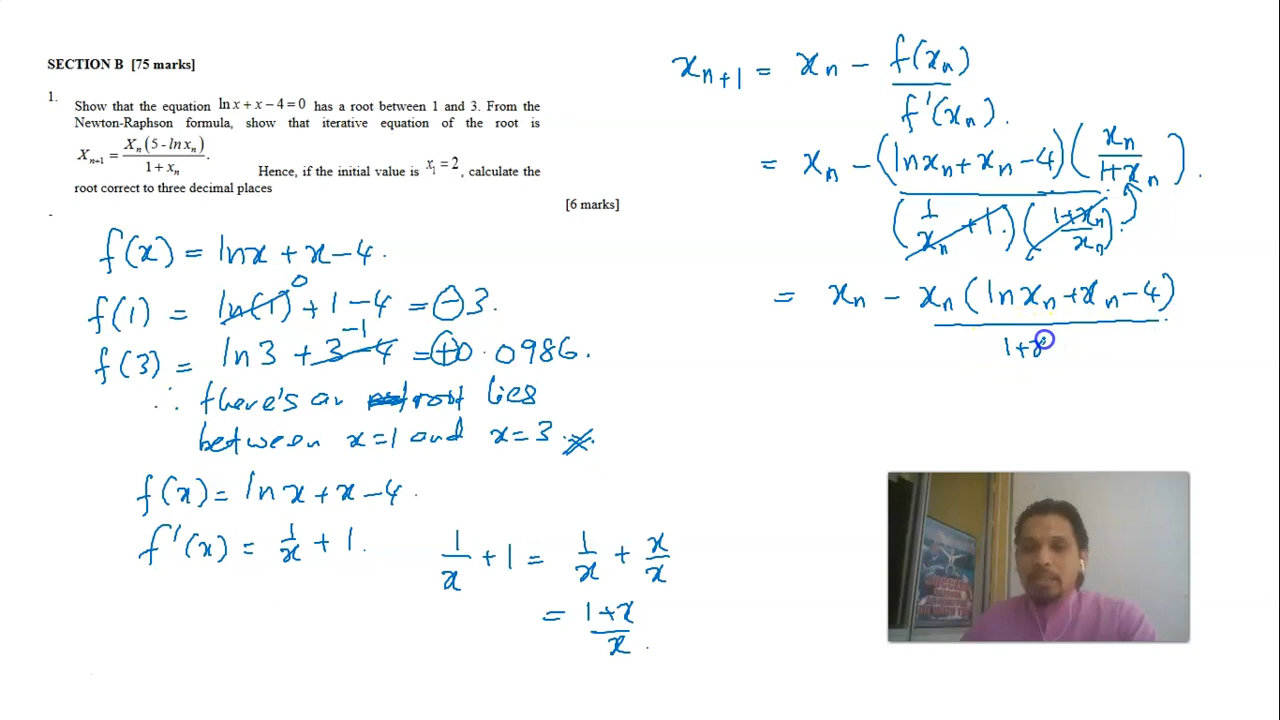 SECTION B [75 marks]
1. Show that the equation ln x + x − 4 = 0 has a root between 1 and 3. From the
Newton-Raphson formula, show that iterative equation of the root is
X_{n+1} = X_n (5 - ln x_n) / 1 + x_n . Hence, if the initial value is x_1 = 2 , calculate the
root correct to three decimal places
[6 marks]
f(x) = ln x + x − 4 .
f(1) = ln(1) 0 + 1 − 4 = −3 .
f(3) = ln 3 + 3 − 4 −1 = +0.0986 .
∴ there's an root lies
between x = 1 and x = 3 .
f(x) = ln x + x − 4 .
f'(x) = 1/x + 1 .
1/x + 1 = 1/x + x/x
= 1+x / x .
x_{n+1} = x_n − f(x_n) / f'(x_n) .
= x_n − (ln x_n + x_n − 4) (x_n / 1+x_n) / (1/x_n + 1) (1+x_n / x_n) .
= x_n − x_n (ln x_n + x_n − 4) / 1+x